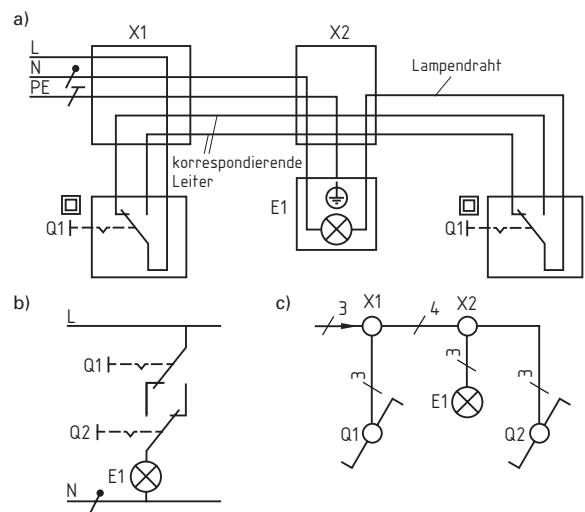 a)
X1
X2
L
N
PE
Lampendraht
korrespondierende
Leiter
E1
Q1
Q1
b)
L
Q1
Q2
E1
N
c)
3
X1
4
X2
3
3
3
E1
Q1
Q2